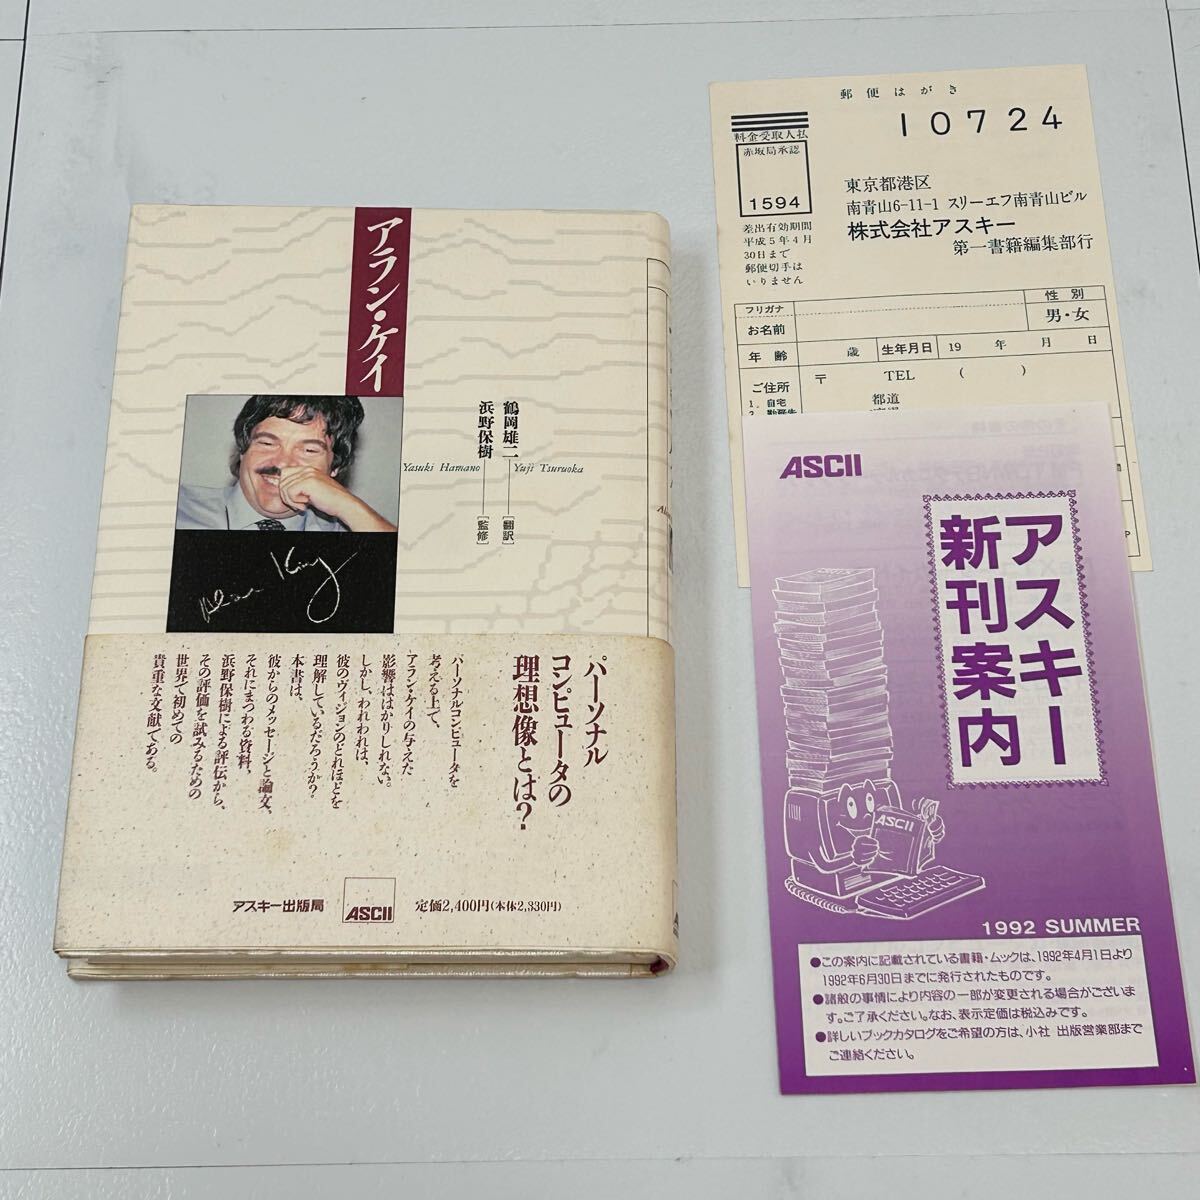 アラン・ケイ
鶴岡雄二
Yuji Tsuruoka
[翻訳]
浜野保樹
Yasuki Hamano
[監修]
Alan Kay
パーソナル
コンピュータの
理想像とは?
パーソナルコンピュータを
考える上で、
アラン・ケイの与えた
影響ははかりしれない。
しかし、われわれは、
彼のヴィジョンのどれほどを
理解しているだろうか?
本書は、
彼からのメッセージと論文、
それにまつわる資料、
浜野保樹による評伝から、
その評価を試みるための
世界で初めての
貴重な文献である。
アスキー出版局
ASCII
定価2,400円(本体2,330円)
郵便はがき
10724
料金受取人払
赤坂局承認
1594
差出有効期間
平成5年4月
30日まで
郵便切手は
いりません
東京都港区
南青山6-11-1 スリーエフ南青山ビル
株式会社アスキー
第一書籍編集部行
フリガナ
お名前
性別
男・女
年齢
歳
生年月日
19 年 月 日
ご住所
1. 自宅
〒 TEL ( )
都道
ASCII
アスキー
新刊案内
ASCII
1992 SUMMER
●この案内に記載されている書籍・ムックは、1992年4月1日より
1992年6月30日までに発行されたものです。
●諸般の事情により内容の一部が変更される場合がございま
す。ご了承ください。なお、表示定価は税込みです。
●詳しいブックカタログをご希望の方は、小社 出版営業部まで
ご連絡ください。